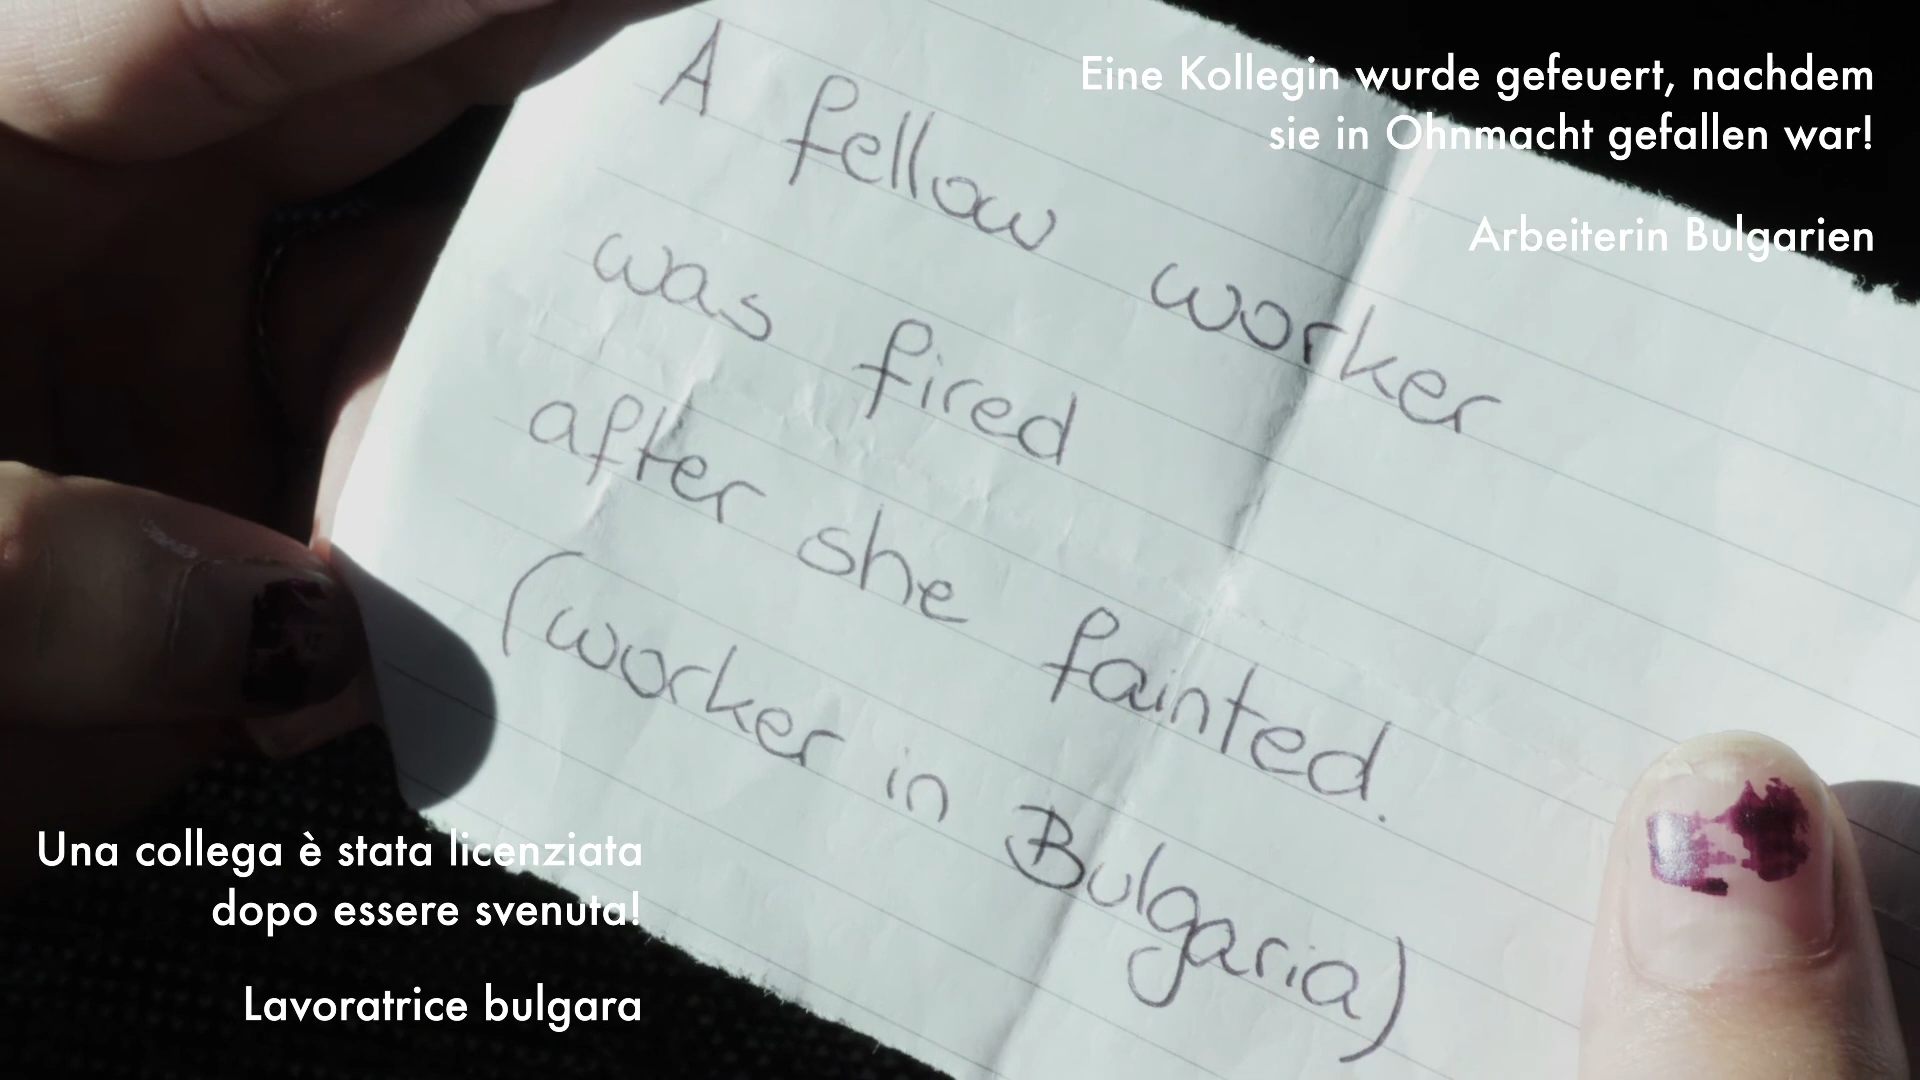 A fellow worker
was fired
after she fainted.
(worker in Bulgaria)
Eine Kollegin wurde gefeuert, nachdem
sie in Ohnmacht gefallen war!
Arbeiterin Bulgarien
Una collega è stata licenziata
dopo essere svenuta!
Lavoratrice bulgara